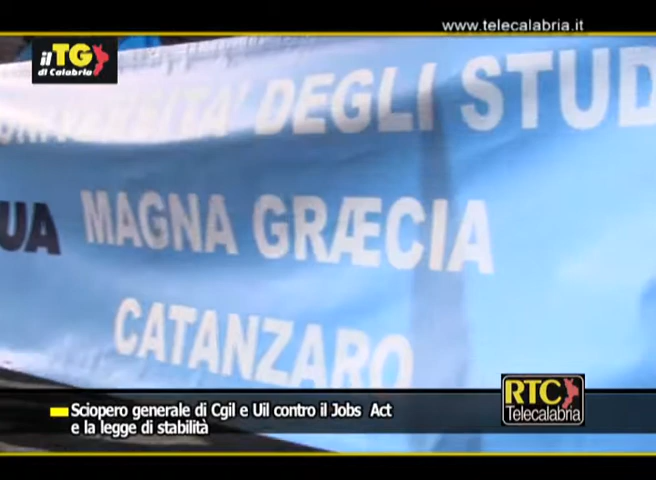 www.telecalabria.it
il TG
di Calabria
UNIVERSITA' DEGLI STUD
UA MAGNA GRÆCIA
CATANZARO
RTC
Telecalabria
Sciopero generale di Cgil e Uil contro il Jobs Act
e la legge di stabilità